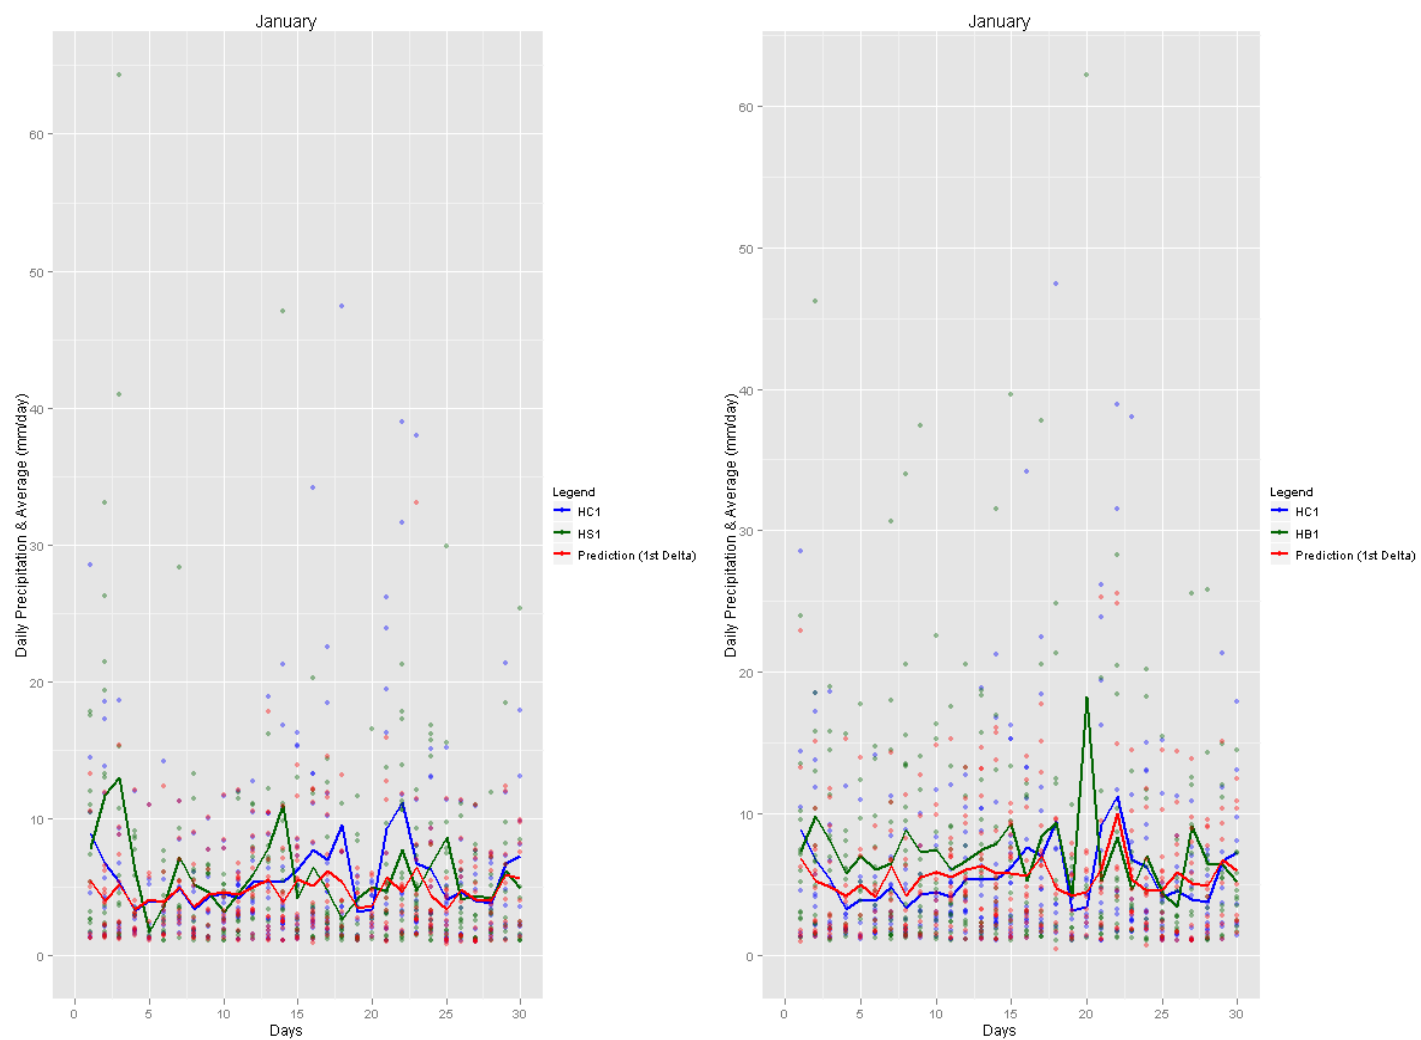 January
60
50
40
30
20
10
0
Daily Precipitation & Average (mm/day)
0 5 10 15 20 25 30
Days
Legend
HC1
HS1
Prediction (1st Delta)
January
60
50
40
30
20
10
0
Daily Precipitation & Average (mm/day)
0 5 10 15 20 25 30
Days
Legend
HC1
HB1
Prediction (1st Delta)